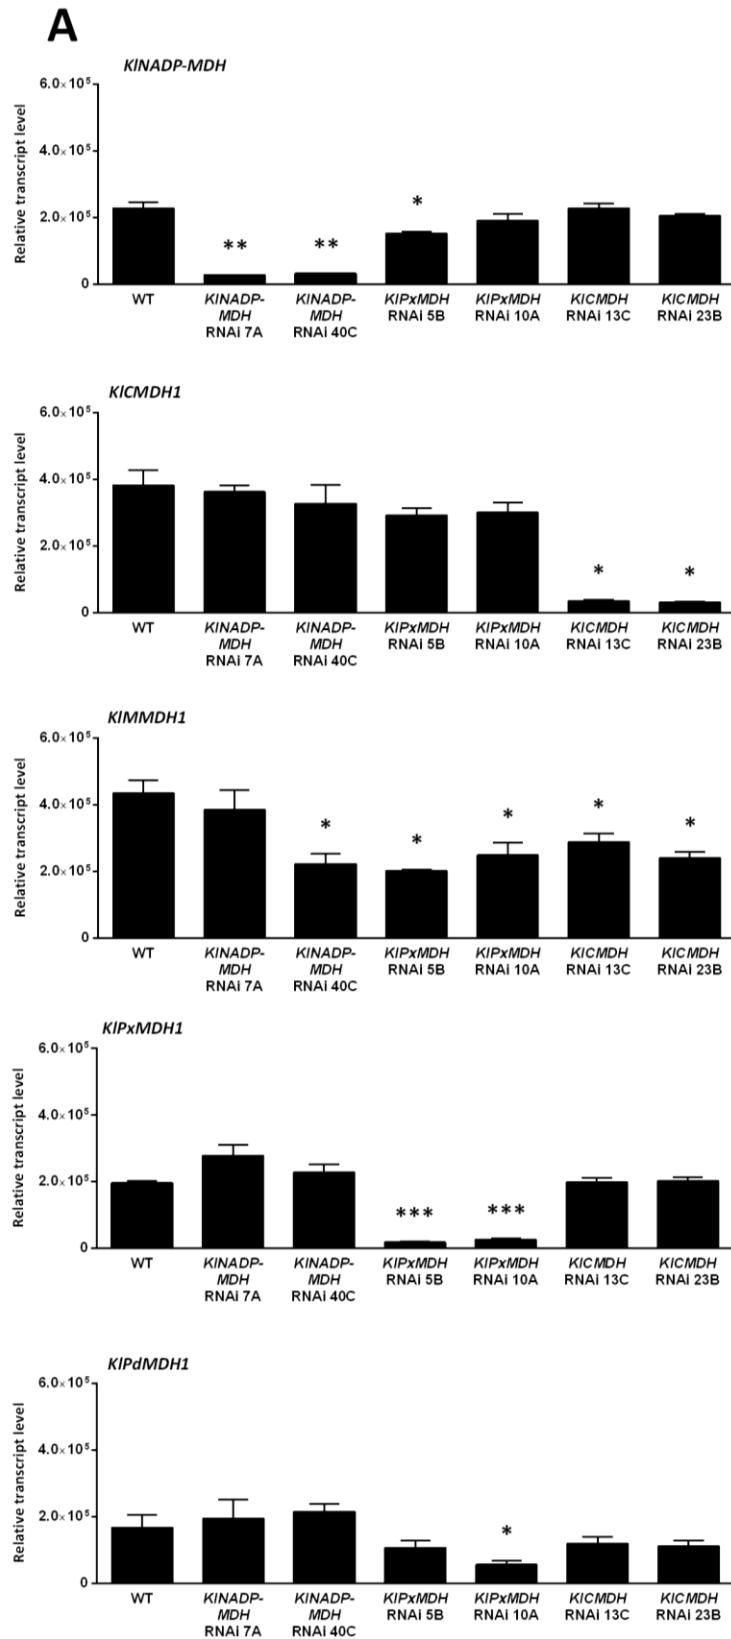 A
KlNADP-MDH
Relative transcript level
6.0×10⁵
4.0×10⁵
2.0×10⁵
0
** ** *
WT KlNADP- KlNADP- KlPxMDH KlPxMDH KlCMDH KlCMDH
MDH MDH RNAi 5B RNAi 10A RNAi 13C RNAi 23B
RNAi 7A RNAi 40C
KlCMDH1
Relative transcript level
6.0×10⁵
4.0×10⁵
2.0×10⁵
0
* *
WT KlNADP- KlNADP- KlPxMDH KlPxMDH KlCMDH KlCMDH
MDH MDH RNAi 5B RNAi 10A RNAi 13C RNAi 23B
RNAi 7A RNAi 40C
KlMMDH1
Relative transcript level
6.0×10⁵
4.0×10⁵
2.0×10⁵
0
* * * * *
WT KlNADP- KlNADP- KlPxMDH KlPxMDH KlCMDH KlCMDH
MDH MDH RNAi 5B RNAi 10A RNAi 13C RNAi 23B
RNAi 7A RNAi 40C
KlPxMDH1
Relative transcript level
6.0×10⁵
4.0×10⁵
2.0×10⁵
0
*** ***
WT KlNADP- KlNADP- KlPxMDH KlPxMDH KlCMDH KlCMDH
MDH MDH RNAi 5B RNAi 10A RNAi 13C RNAi 23B
RNAi 7A RNAi 40C
KlPdMDH1
Relative transcript level
6.0×10⁵
4.0×10⁵
2.0×10⁵
0
*
WT KlNADP- KlNADP- KlPxMDH KlPxMDH KlCMDH KlCMDH
MDH MDH RNAi 5B RNAi 10A RNAi 13C RNAi 23B
RNAi 7A RNAi 40C